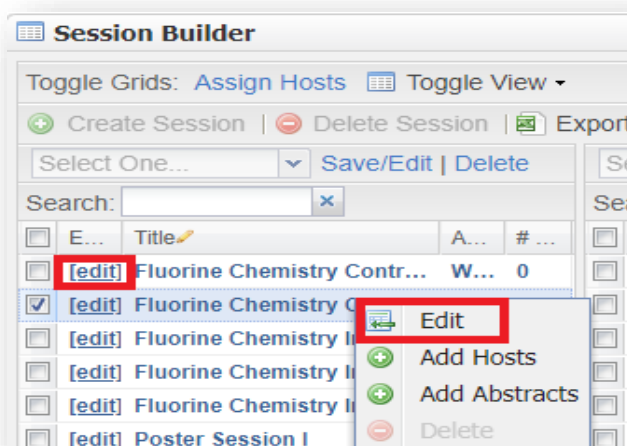 Session Builder
Toggle Grids: Assign Hosts Toggle View
Create Session | Delete Session | Export
Select One... Save/Edit | Delete
Search:
E... Title A... # ...
[edit] Fluorine Chemistry Contr... W... 0
[edit] Fluorine Chemistry
Edit
[edit] Fluorine Chemistry
Add Hosts
[edit] Fluorine Chemistry
Add Abstracts
[edit] Fluorine Chemistry
Delete
[edit] Poster Session I